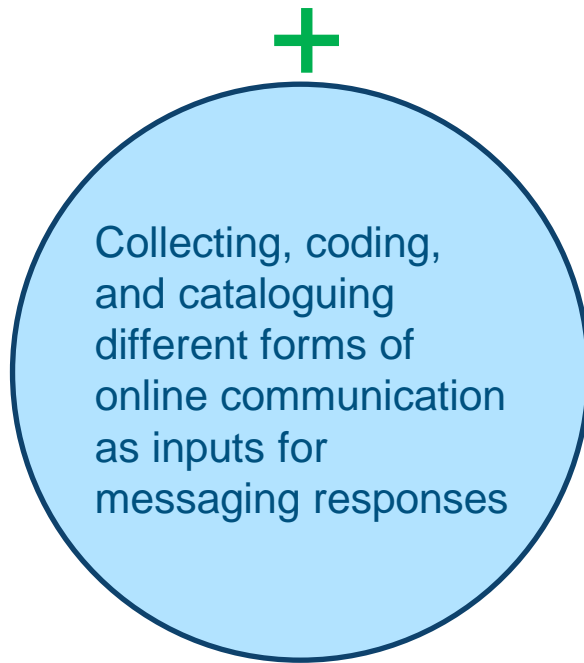 +
Collecting, coding,
and cataloguing
different forms of
online communication
as inputs for
messaging responses